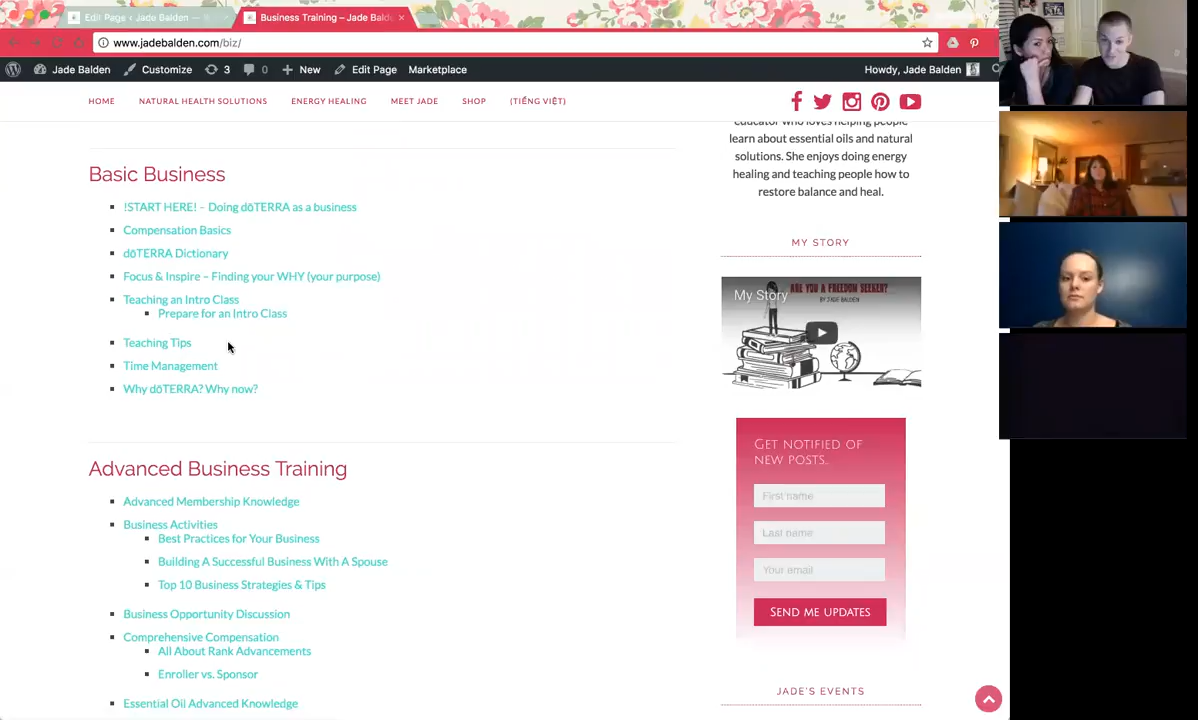 Edit Page ‹ Jade Balden —
Business Training – Jade Bald
www.jadebalden.com/biz/
Jade Balden
Customize
3
0
New
Edit Page
Marketplace
Howdy, Jade Balden
HOME
NATURAL HEALTH SOLUTIONS
ENERGY HEALING
MEET JADE
SHOP
(TIẾNG VIỆT)
Basic Business
!START HERE! – Doing dōTERRA as a business
Compensation Basics
dōTERRA Dictionary
Focus & Inspire – Finding your WHY (your purpose)
Teaching an Intro Class
Prepare for an Intro Class
Teaching Tips
Time Management
Why dōTERRA? Why now?
Advanced Business Training
Advanced Membership Knowledge
Business Activities
Best Practices for Your Business
Building A Successful Business With A Spouse
Top 10 Business Strategies & Tips
Business Opportunity Discussion
Comprehensive Compensation
All About Rank Advancements
Enroller vs. Sponsor
Essential Oil Advanced Knowledge
educator who loves helping people
learn about essential oils and natural
solutions. She enjoys doing energy
healing and teaching people how to
restore balance and heal.
MY STORY
My Story
ARE YOU A FREEDOM SEEKER?
BY JADE BALDEN
GET NOTIFIED OF
NEW POSTS..
First name
Last name
Your email
SEND ME UPDATES
JADE'S EVENTS